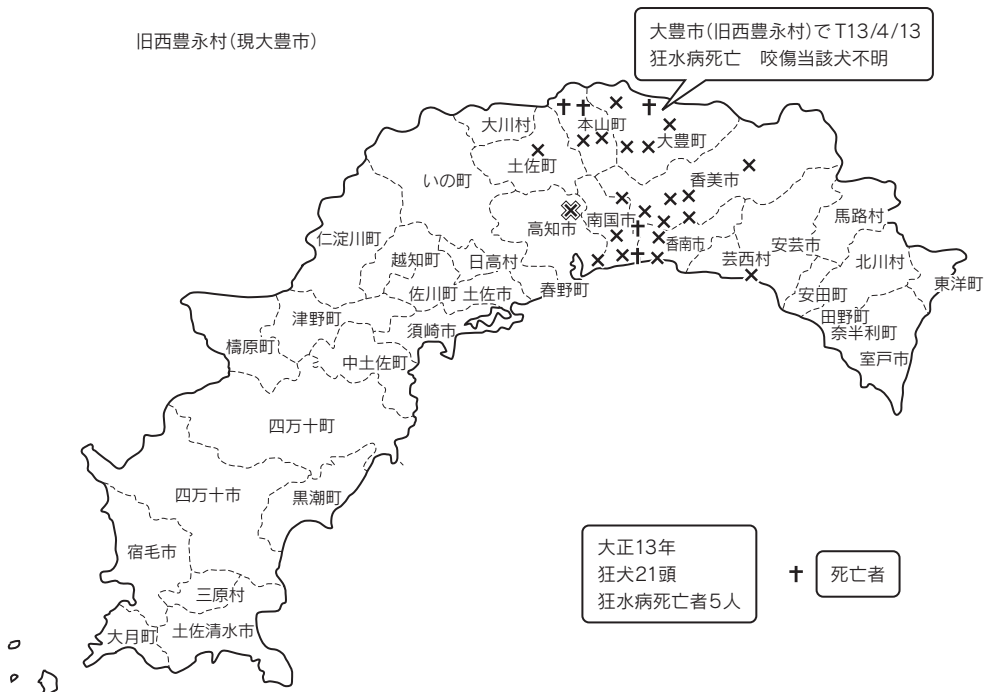 旧西豊永村(現大豊市)
大豊市(旧西豊永村)でT13/4/13
狂水病死亡　咬傷当該犬不明
大川村
本山町
大豊町
土佐町
いの町
香美市
高知市
南国市
馬路村
仁淀川町
香南市
安芸市
越知町
日高村
芸西村
北川村
東洋町
佐川町
土佐市
春野町
安田町
津野町
須崎市
田野町
奈半利町
檮原町
中土佐町
室戸市
四万十町
四万十市
黒潮町
宿毛市
三原村
大月町
土佐清水市
大正13年
狂犬21頭
狂水病死亡者5人
✝
死亡者